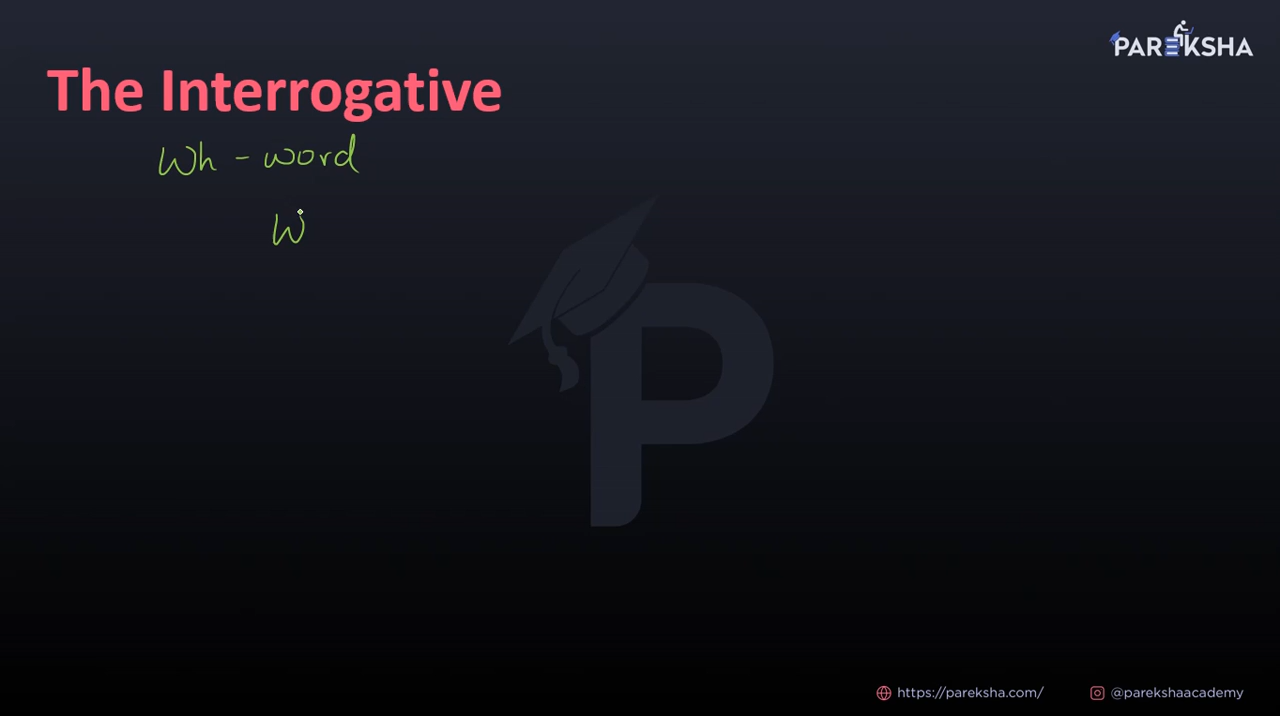 PAREKSHA
The Interrogative
Wh - word
W
P
https://pareksha.com/
@parekshaacademy